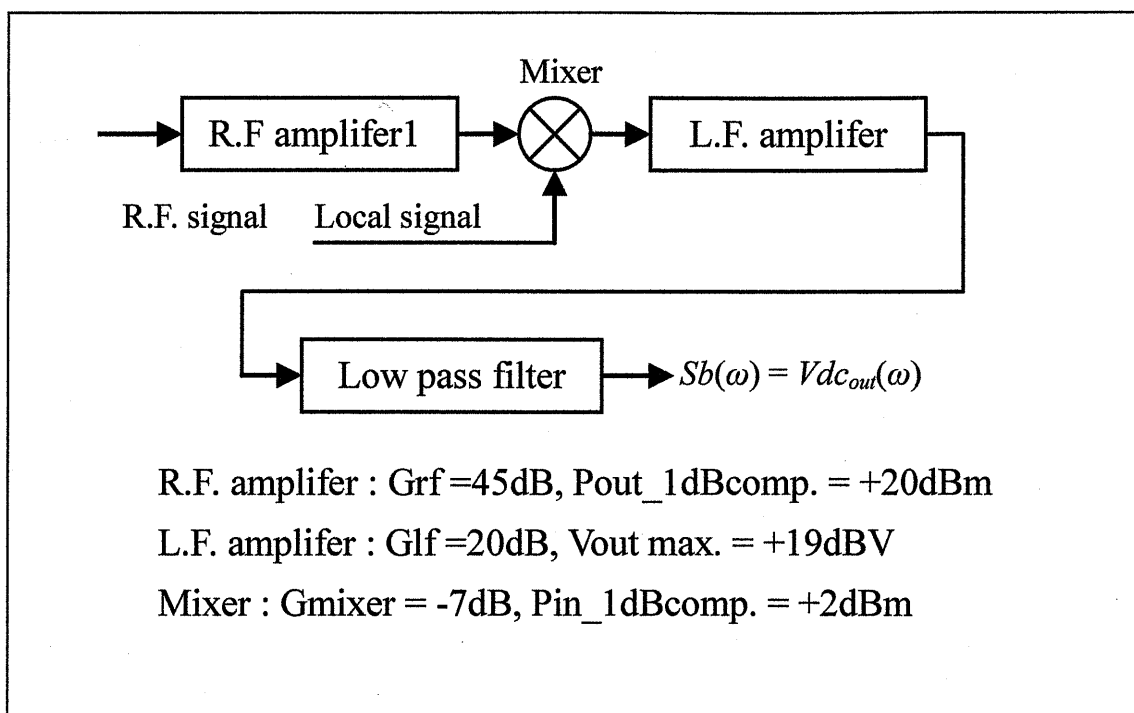 Mixer
R.F amplifer1
L.F. amplifer
R.F. signal
Local signal
Low pass filter
Sb(ω) = Vdcout(ω)
R.F. amplifer : Grf =45dB, Pout_1dBcomp. = +20dBm
L.F. amplifer : Glf =20dB, Vout max. = +19dBV
Mixer : Gmixer = -7dB, Pin_1dBcomp. = +2dBm